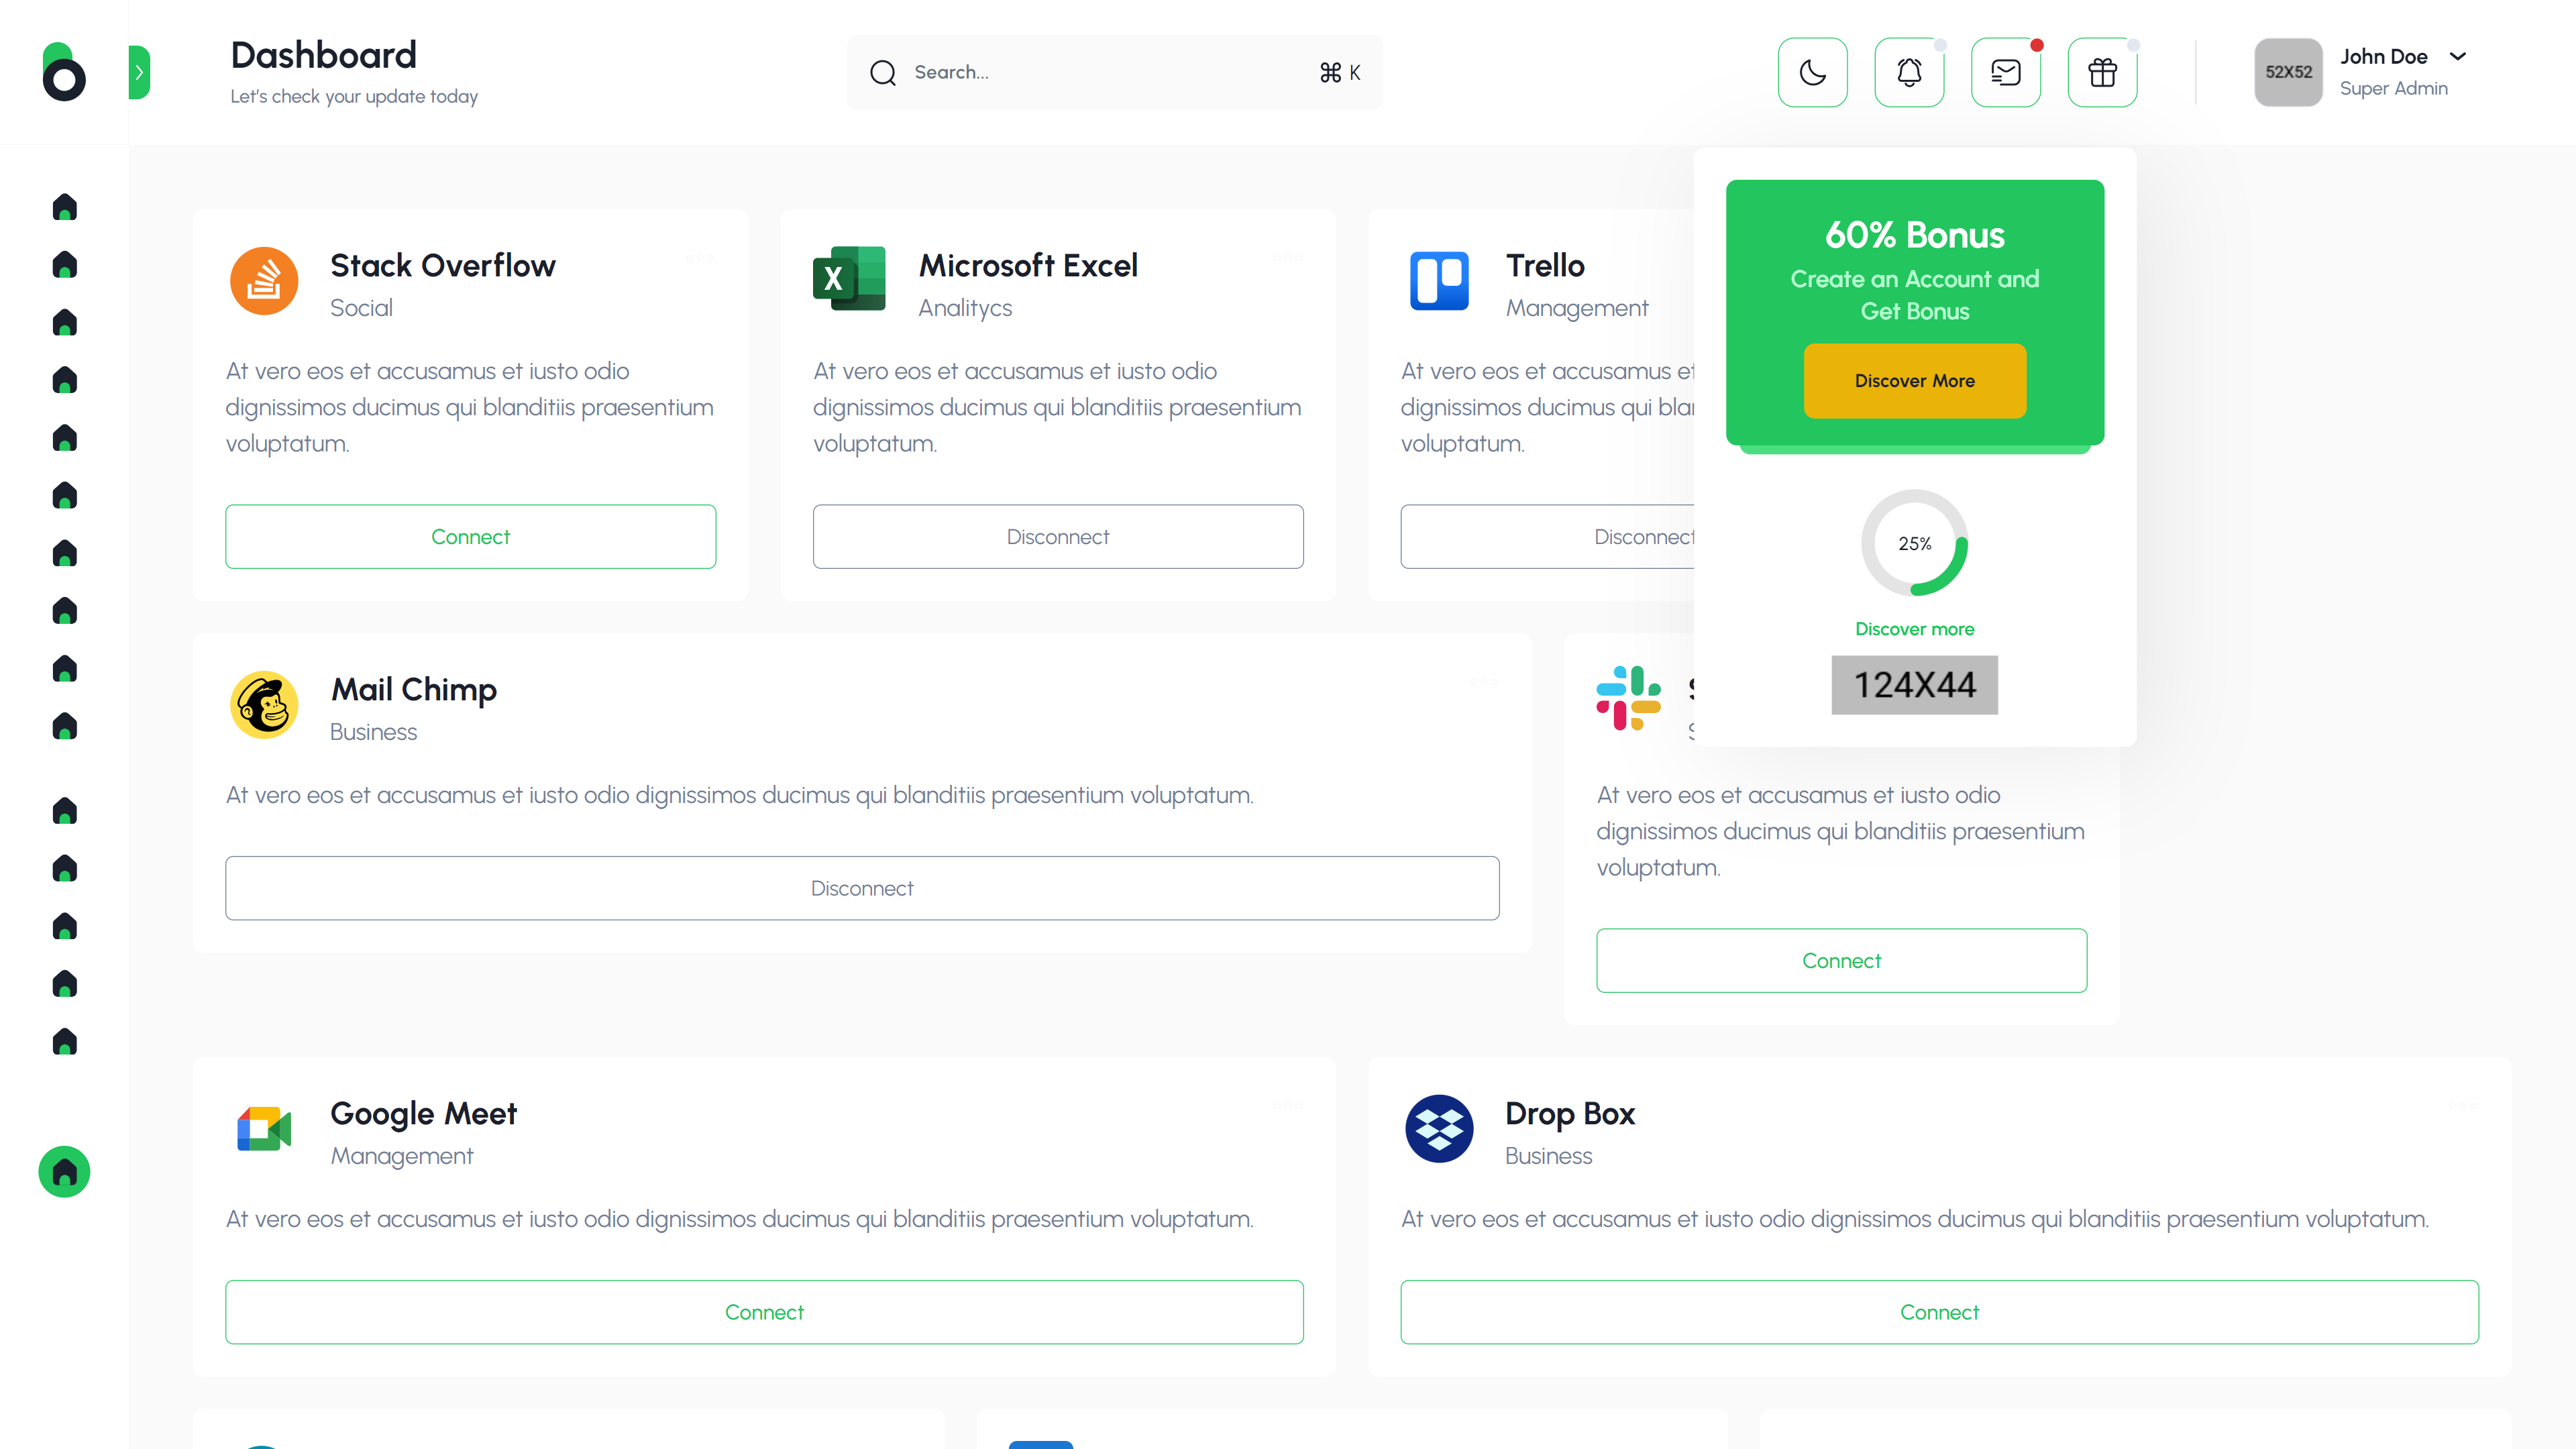 Dashboard
Let's check your update today
Search...
⌘ K
52X52
John Doe
Super Admin
Stack Overflow
Social
At vero eos et accusamus et iusto odio
dignissimos ducimus qui blanditiis praesentium
voluptatum.
Connect
Microsoft Excel
Analitycs
At vero eos et accusamus et iusto odio
dignissimos ducimus qui blanditiis praesentium
voluptatum.
Disconnect
Trello
Management
At vero eos et accusamus et
dignissimos ducimus qui
voluptatum.
Disconnect
60% Bonus
Create an Account and
Get Bonus
Discover More
25%
Discover more
124X44
Mail Chimp
Business
At vero eos et accusamus et iusto odio dignissimos ducimus qui blanditiis praesentium voluptatum.
Disconnect
At vero eos et accusamus et iusto odio
dignissimos ducimus qui blanditiis praesentium
voluptatum.
Connect
Google Meet
Management
At vero eos et accusamus et iusto odio dignissimos ducimus qui blanditiis praesentium voluptatum.
Connect
Drop Box
Business
At vero eos et accusamus et iusto odio dignissimos ducimus qui blanditiis praesentium voluptatum.
Connect